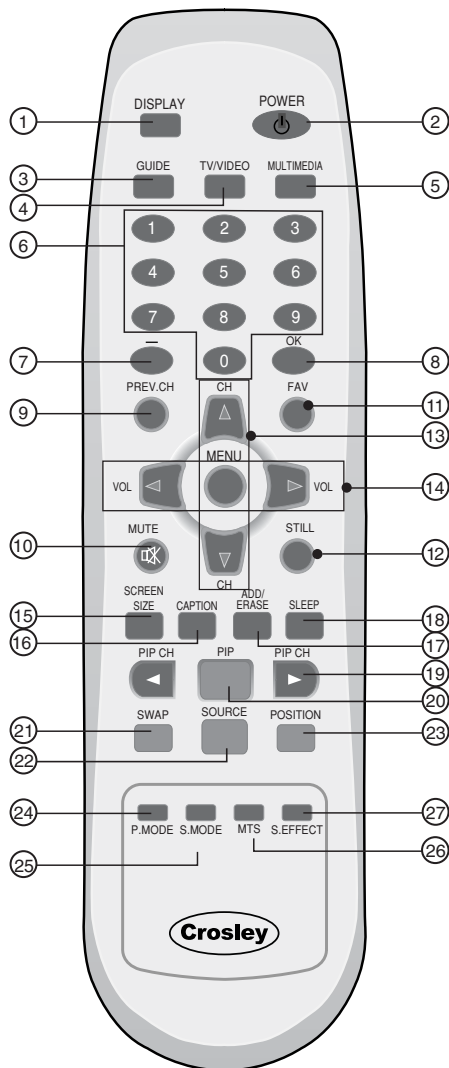 DISPLAY POWER
1 2
GUIDE TV/VIDEO MULTIMEDIA
3 5
4
6 1 2 3
4 5 6
7 8 9
– OK
7 0 8
PREV.CH CH FAV
9 11
13
MENU
VOL VOL 14
MUTE STILL
10 12
CH
SCREEN
SIZE CAPTION ADD/
ERASE SLEEP
15 18
16 17
PIP CH PIP PIP CH
19
20
SWAP SOURCE POSITION
21 23
22
24 27
P.MODE S.MODE MTS S.EFFECT
25 26
Crosley